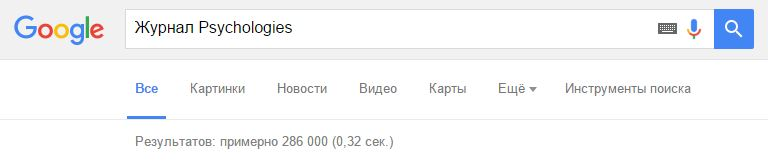 Google Журнал Psychologies
Все Картинки Новости Видео Карты Ещё Инструменты поиска
Результатов: примерно 286 000 (0,32 сек.)